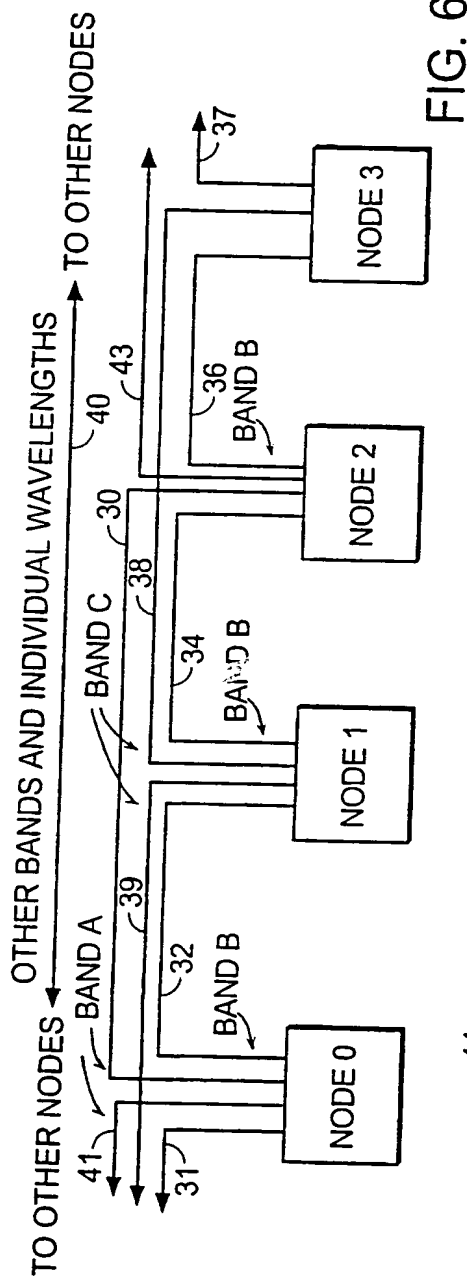 OTHER BANDS AND INDIVIDUAL WAVELENGTHS
TO OTHER NODES
TO OTHER NODES
40
BAND A
BAND C
30
43
41
39
38
37
31
32
34
36
BAND B
BAND B
BAND B
NODE 0
NODE 1
NODE 2
NODE 3
FIG. 6